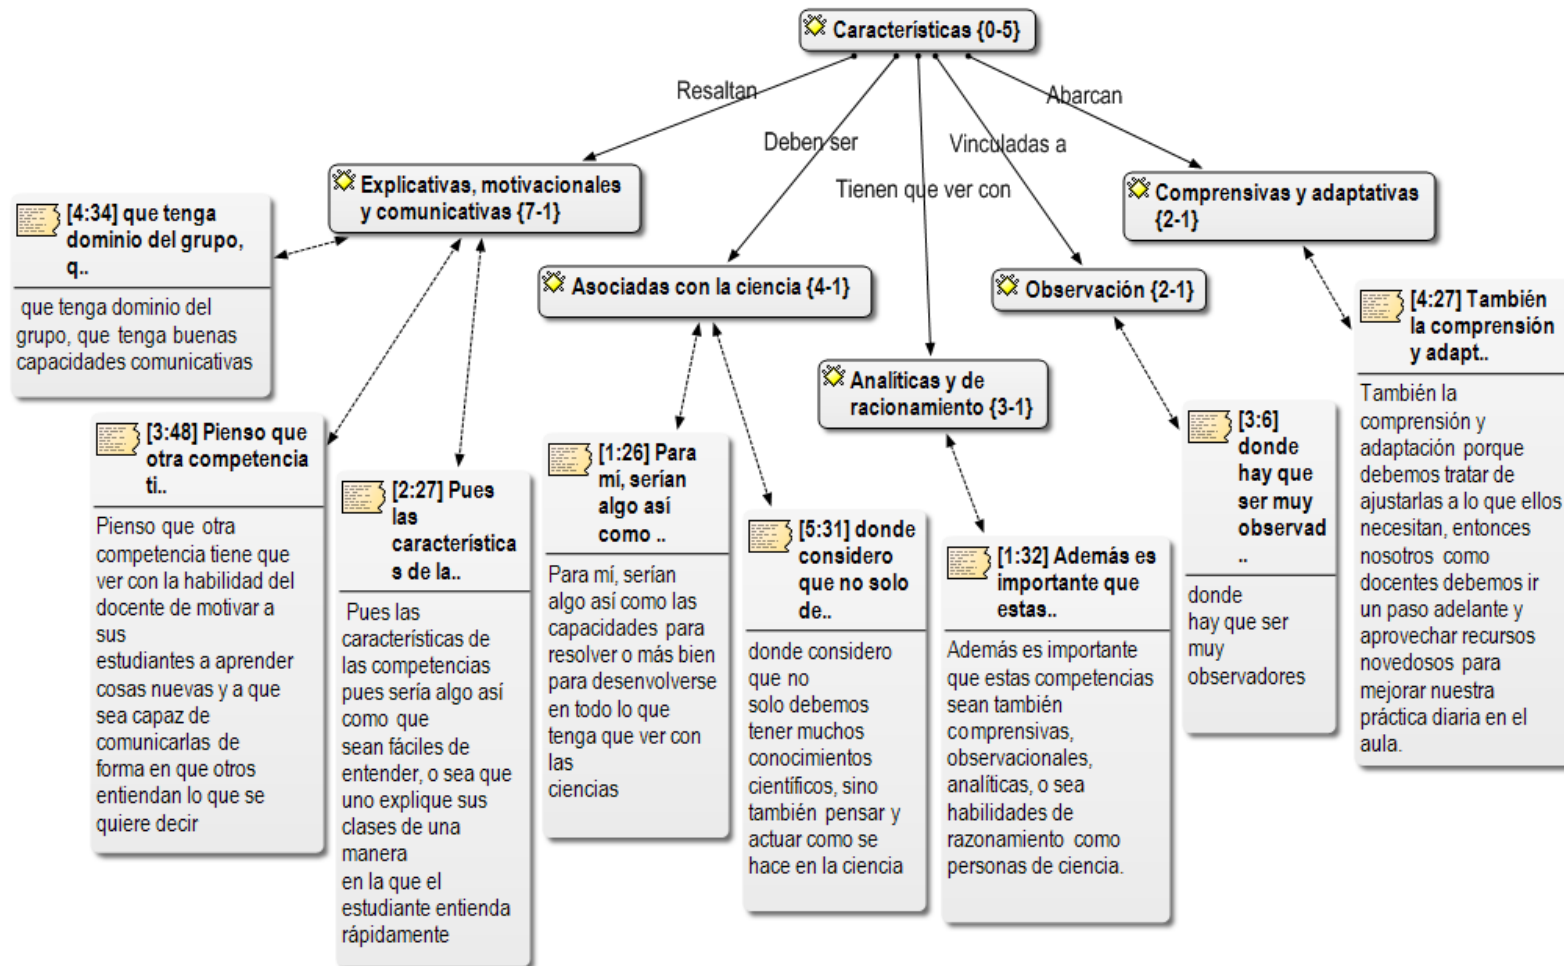 Características {0-5}
Resaltan
Abarcan
Deben ser
Vinculadas a
Tienen que ver con
Explicativas, motivacionales
y comunicativas {7-1}
Comprensivas y adaptativas
{2-1}
Asociadas con la ciencia {4-1}
Observación {2-1}
Analíticas y de
racionamiento {3-1}
[4:34] que tenga
dominio del grupo,
q..
que tenga dominio del
grupo, que tenga buenas
capacidades comunicativas
[3:48] Pienso que
otra competencia
ti..
Pienso que otra
competencia tiene que
ver con la habilidad del
docente de motivar a
sus
estudiantes a aprender
cosas nuevas y a que
sea capaz de
comunicarlas de
forma en que otros
entiendan lo que se
quiere decir
[2:27] Pues
las
característica
s de la..
Pues las
características de
las competencias
pues sería algo así
como que
sean fáciles de
entender, o sea que
uno explique sus
clases de una
manera
en la que el
estudiante entienda
rápidamente
[1:26] Para
mí, serían
algo así
como ..
Para mí, serían
algo así como las
capacidades para
resolver o más bien
para desenvolverse
en todo lo que
tenga que ver con
las
ciencias
[5:31] donde
considero
que no solo
de..
donde considero
que no
solo debemos
tener muchos
conocimientos
científicos, sino
también pensar y
actuar como se
hace en la ciencia
[1:32] Además es
importante que
estas..
Además es importante
que estas competencias
sean también
comprensivas,
observacionales,
analíticas, o sea
habilidades de
razonamiento como
personas de ciencia.
[3:6]
donde
hay que
ser muy
observad
..
donde
hay que ser
muy
observadores
[4:27] También
la comprensión
y adapt..
También la
comprensión y
adaptación porque
debemos tratar de
ajustarlas a lo que ellos
necesitan, entonces
nosotros como
docentes debemos ir
un paso adelante y
aprovechar recursos
novedosos para
mejorar nuestra
práctica diaria en el
aula.